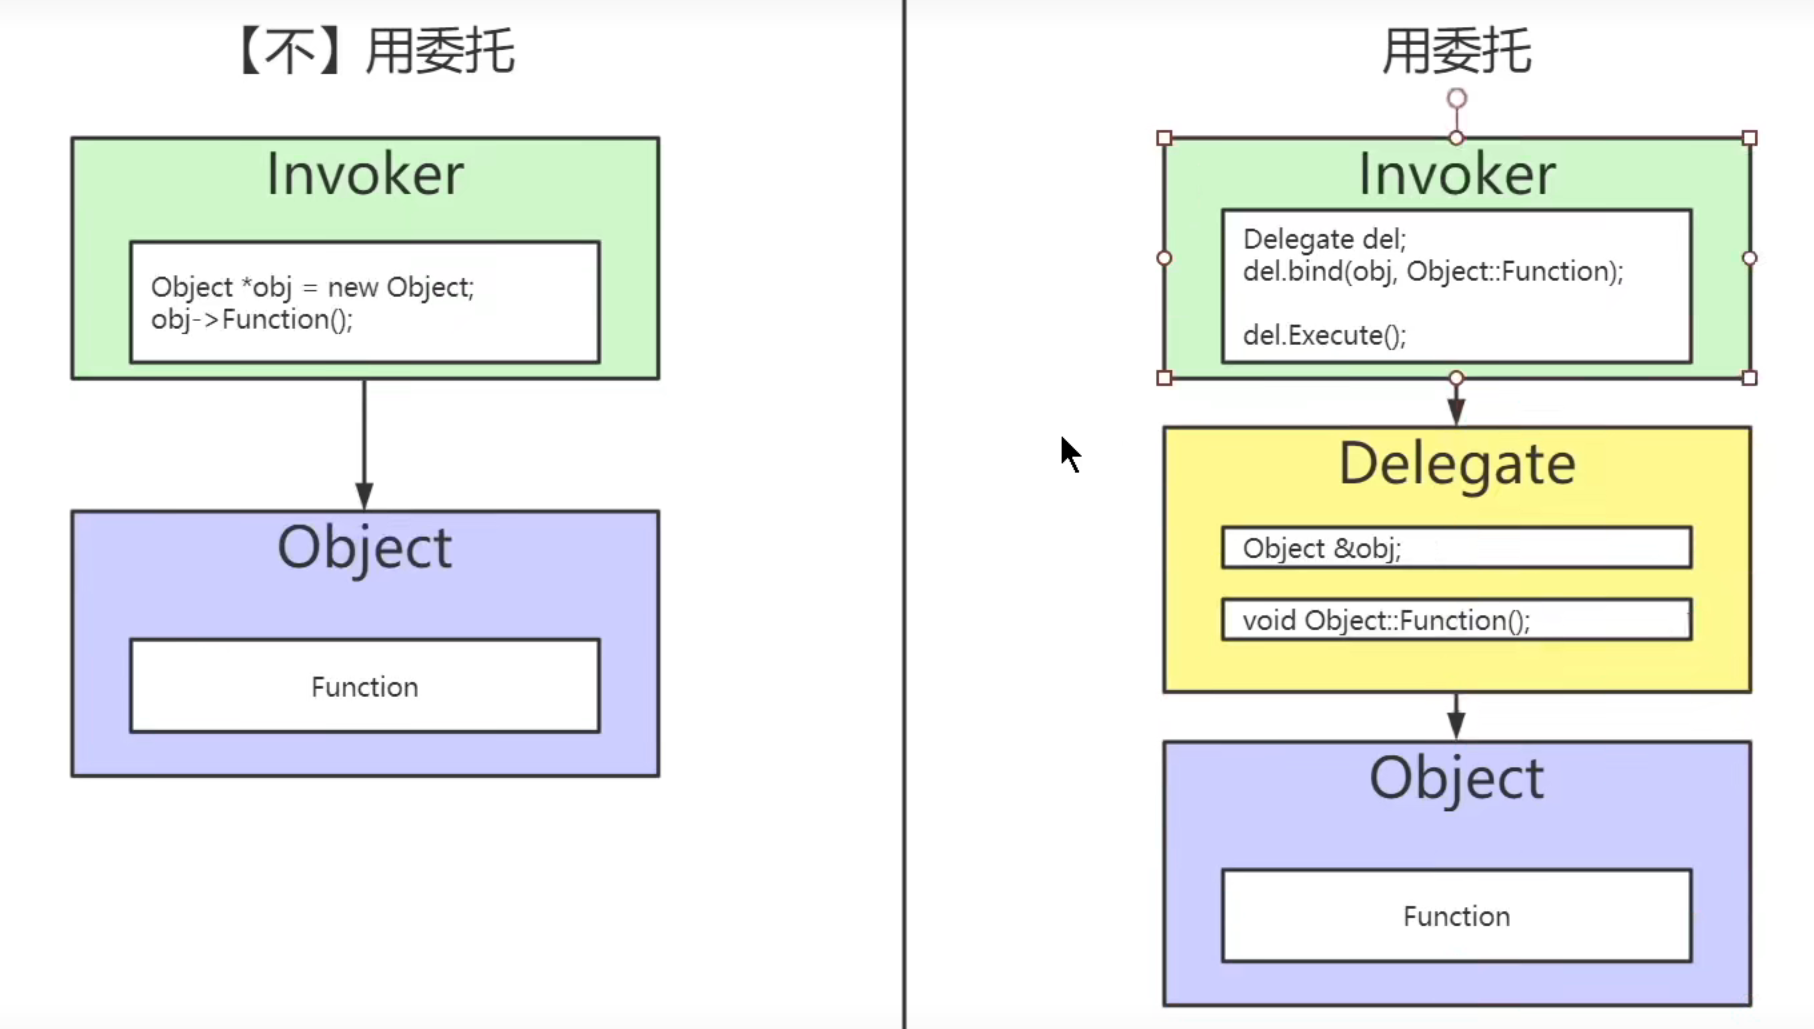 【不】用委托
Invoker
Object *obj = new Object;
obj->Function();
Object
Function
用委托
Invoker
Delegate del;
del.bind(obj, Object::Function);
del.Execute();
Delegate
Object &obj;
void Object::Function();
Object
Function